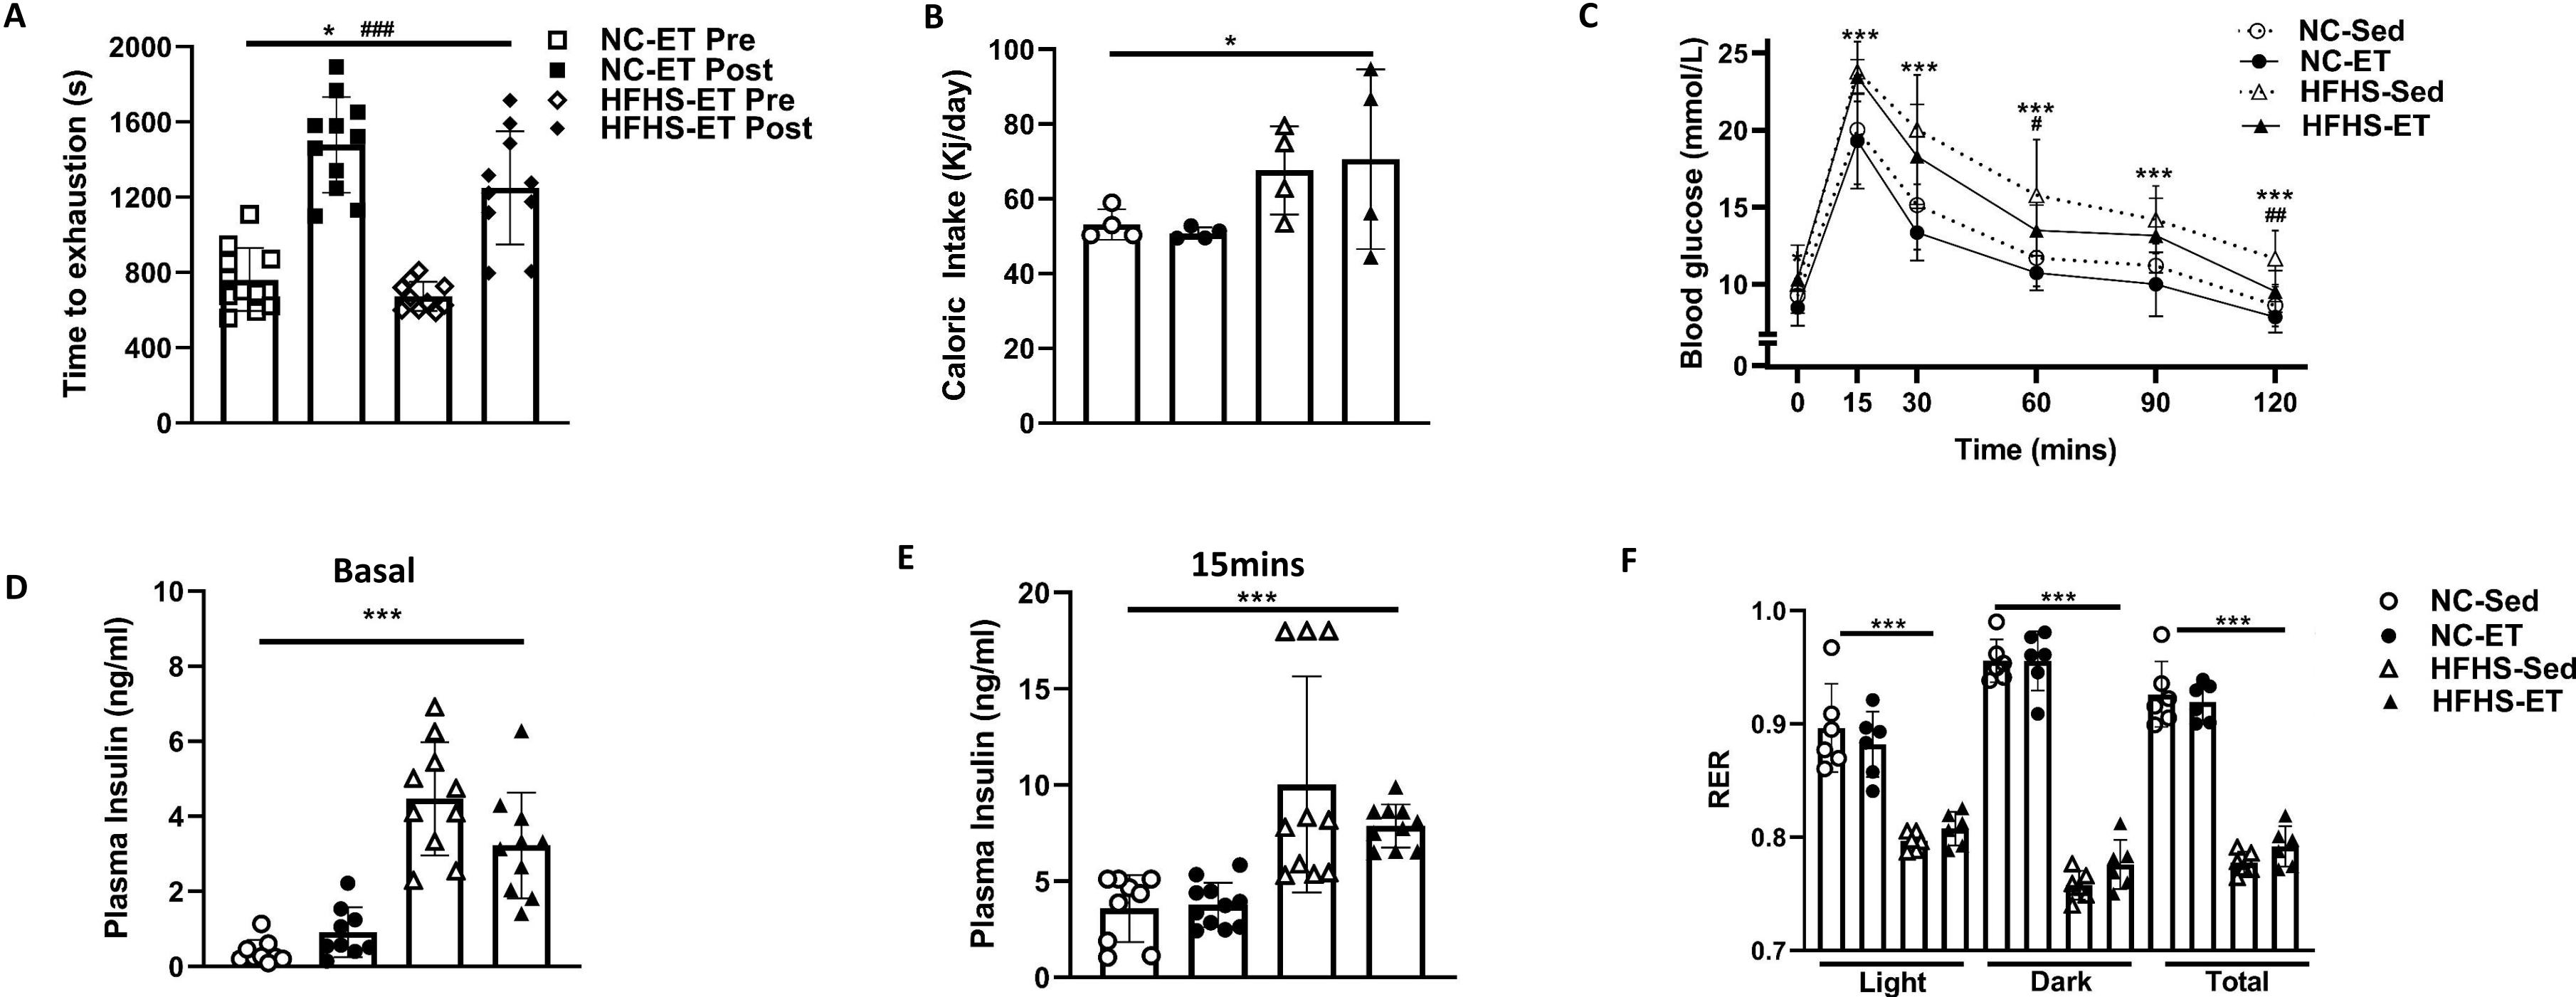 A
Time to exhaustion (s)
2000
1600
1200
800
400
0
* ###
NC-ET Pre
NC-ET Post
HFHS-ET Pre
HFHS-ET Post
B
Caloric Intake (Kj/day)
100
80
60
40
20
0
*
C
Blood glucose (mmol/L)
25
20
15
10
0
*
***
***
***
#
***
***
##
0 15 30 60 90 120
Time (mins)
NC-Sed
NC-ET
HFHS-Sed
HFHS-ET
D
Basal
Plasma Insulin (ng/ml)
10
8
6
4
2
0
***
E
15mins
Plasma Insulin (ng/ml)
20
15
10
5
0
***
F
RER
1.0
0.9
0.8
0.7
*** *** ***
Light Dark Total
NC-Sed
NC-ET
HFHS-Sed
HFHS-ET